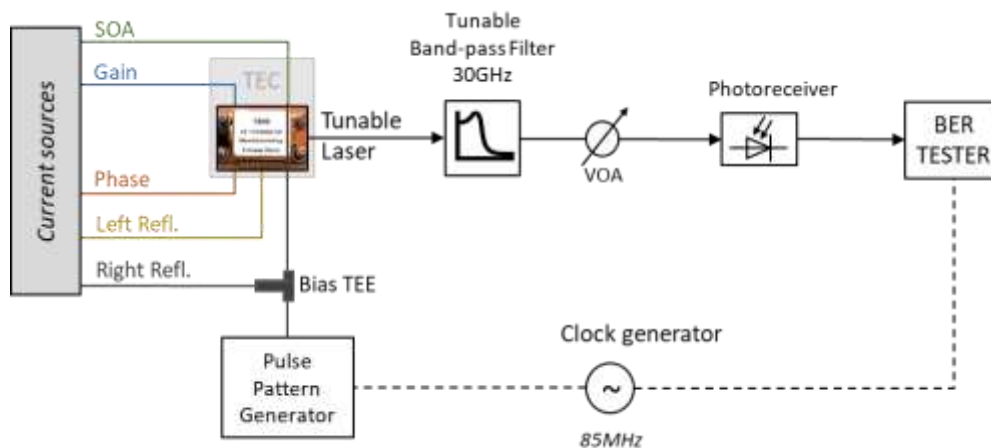 Current sources
SOA
Gain
Phase
Left Refl.
Right Refl.
TEC
Tunable
Laser
Tunable
Band-pass Filter
30GHz
VOA
Photoreceiver
BER
TESTER
Bias TEE
Pulse
Pattern
Generator
Clock generator
~
85MHz